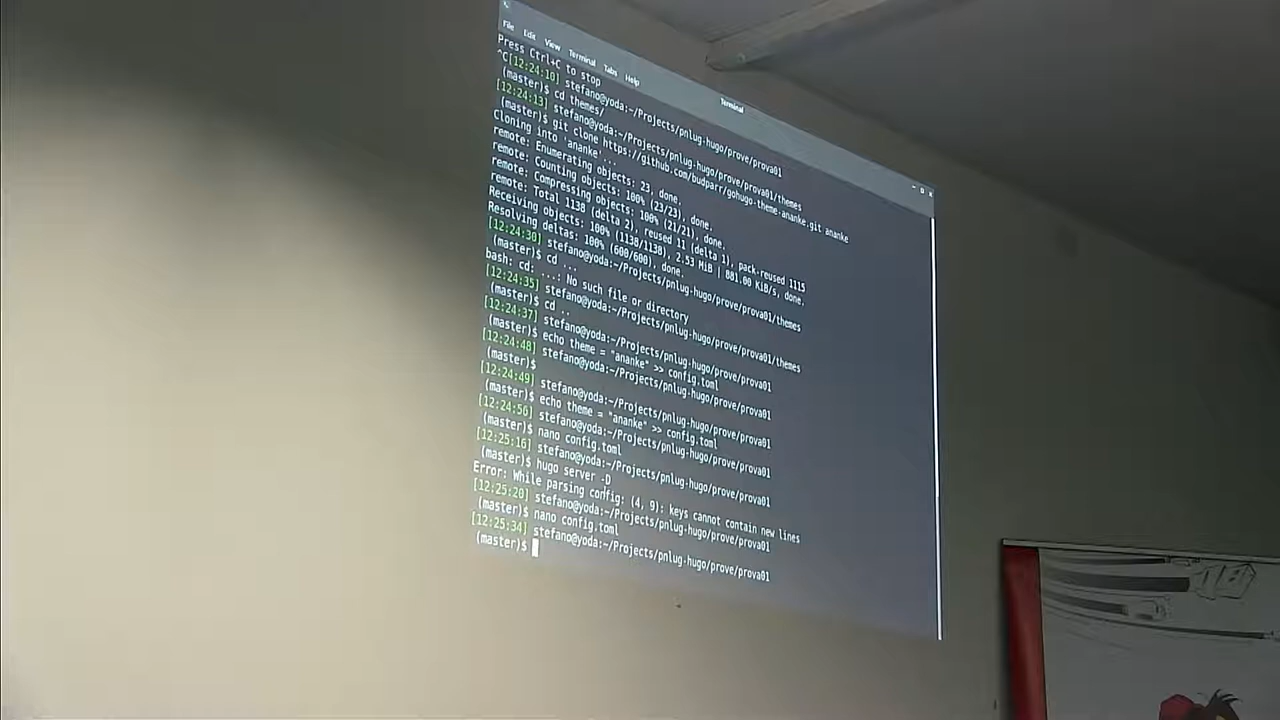 File Edit View Terminal Tabs Help
Terminal
Press Ctrl+C to stop
^C[12:24:10] stefano@yoda:~/Projects/pnlug-hugo/prove/prova01
(master)$ cd themes/
[12:24:13] stefano@yoda:~/Projects/pnlug-hugo/prove/prova01/themes
(master)$ git clone https://github.com/budparr/gohugo-theme-ananke.git ananke
Cloning into 'ananke'...
remote: Enumerating objects: 23, done.
remote: Counting objects: 100% (23/23), done.
remote: Compressing objects: 100% (21/21), done.
remote: Total 1138 (delta 2), reused 11 (delta 1), pack-reused 1115
Receiving objects: 100% (1138/1138), 2.53 MiB | 881.00 KiB/s, done.
Resolving deltas: 100% (600/600), done.
[12:24:30] stefano@yoda:~/Projects/pnlug-hugo/prove/prova01/themes
(master)$ cd ...
bash: cd: ...: No such file or directory
[12:24:35] stefano@yoda:~/Projects/pnlug-hugo/prove/prova01/themes
(master)$ cd ..
[12:24:37] stefano@yoda:~/Projects/pnlug-hugo/prove/prova01
(master)$ echo theme = "ananke" >> config.toml
[12:24:48] stefano@yoda:~/Projects/pnlug-hugo/prove/prova01
(master)$
[12:24:49] stefano@yoda:~/Projects/pnlug-hugo/prove/prova01
(master)$ echo theme = "ananke" >> config.toml
[12:24:56] stefano@yoda:~/Projects/pnlug-hugo/prove/prova01
(master)$ nano config.toml
[12:25:16] stefano@yoda:~/Projects/pnlug-hugo/prove/prova01
(master)$ hugo server -D
Error: While parsing config: (4, 9): keys cannot contain new lines
[12:25:20] stefano@yoda:~/Projects/pnlug-hugo/prove/prova01
(master)$ nano config.toml
[12:25:34] stefano@yoda:~/Projects/pnlug-hugo/prove/prova01
(master)$